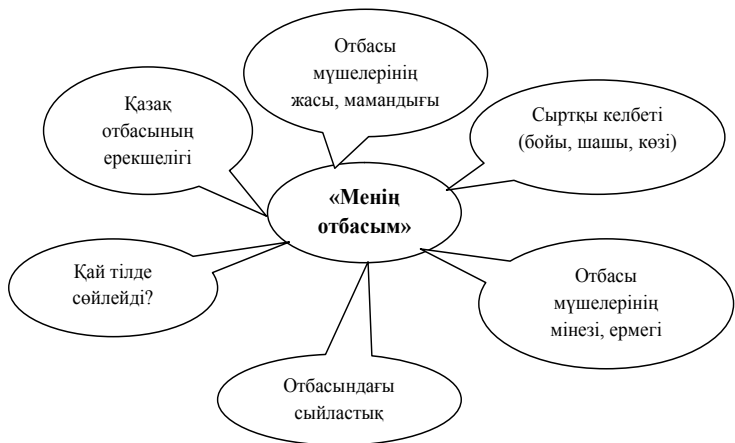 Отбасы
мүшелерінің
жасы, мамандығы
Қазақ
отбасының
ерекшелігі
Сыртқы келбеті
(бойы, шашы, көзі)
«Менің
отбасым»
Қай тілде
сөйлейді?
Отбасы
мүшелерінің
мінезі, ермегі
Отбасындағы
сыйластық